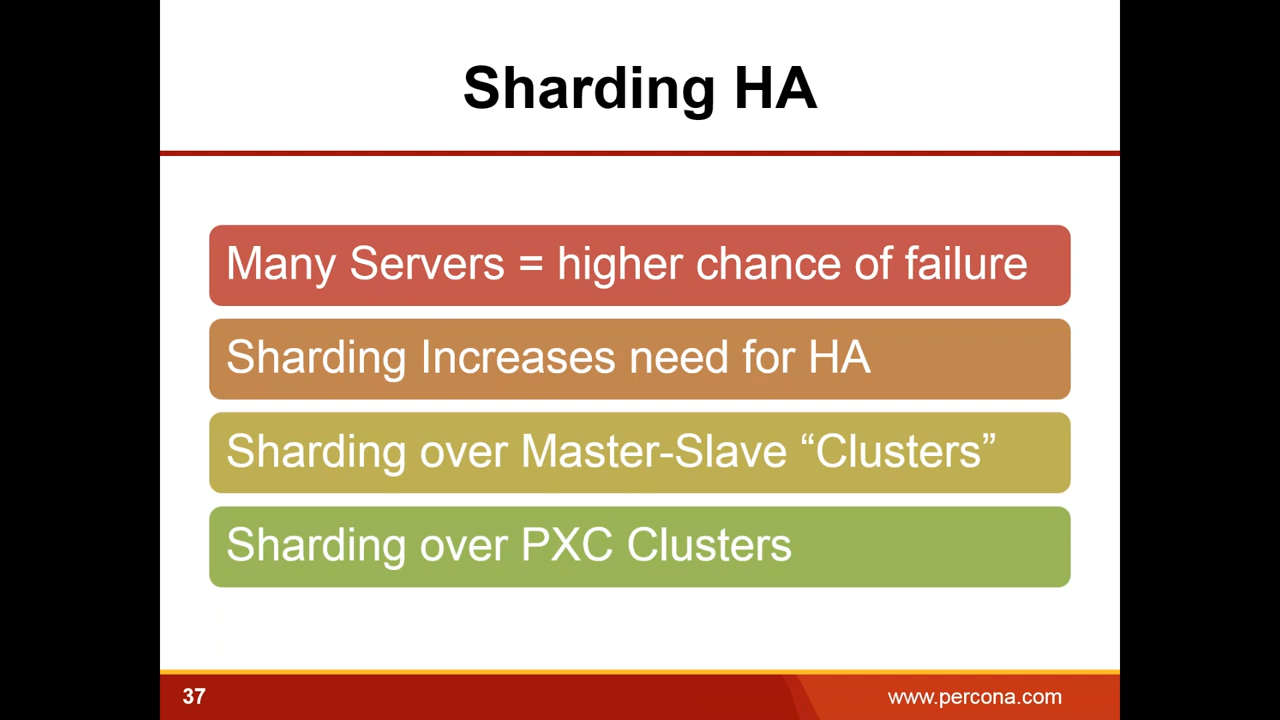 Sharding HA
Many Servers = higher chance of failure
Sharding Increases need for HA
Sharding over Master-Slave “Clusters”
Sharding over PXC Clusters
37
www.percona.com